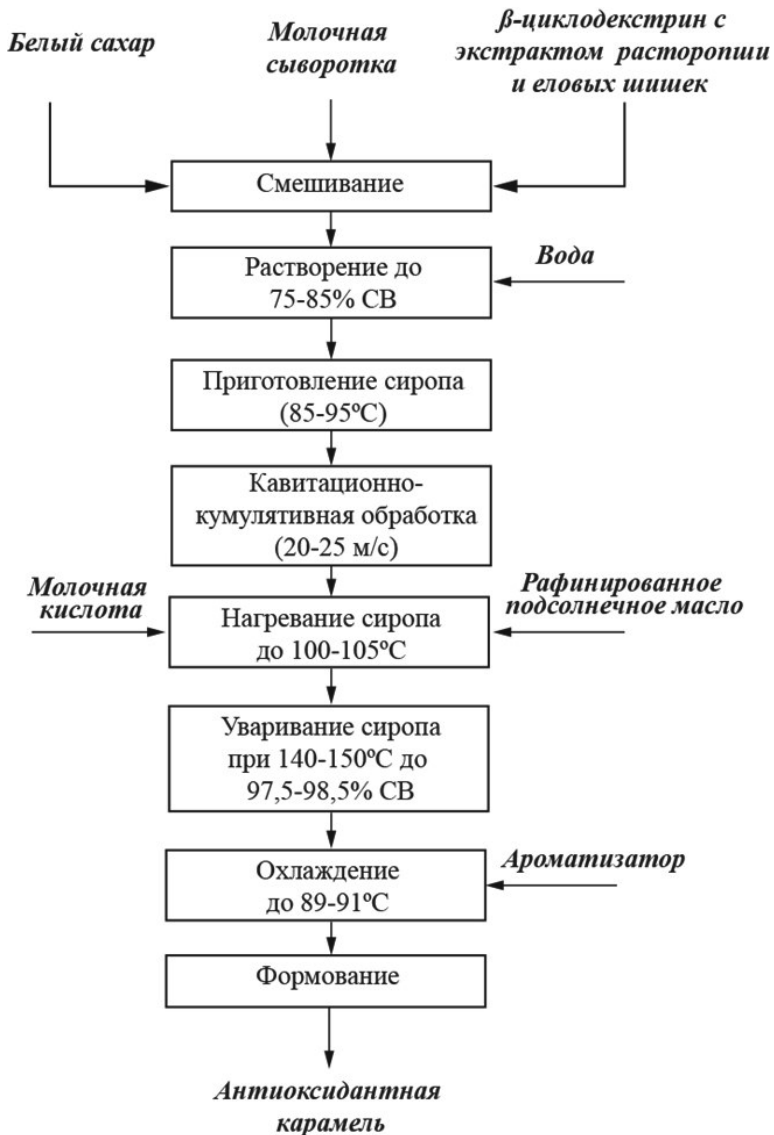 Белый сахар
Молочная
сыворотка
β-циклодекстрин с
экстрактом расторопши
и еловых шишек
Смешивание
Растворение до
75-85% СВ
Вода
Приготовление сиропа
(85-95ºС)
Кавитационно-
кумулятивная обработка
(20-25 м/с)
Молочная
кислота
Нагревание сиропа
до 100-105ºС
Рафинированное
подсолнечное масло
Уваривание сиропа
при 140-150ºС до
97,5-98,5% СВ
Охлаждение
до 89-91ºС
Ароматизатор
Формование
Антиоксидантная
карамель